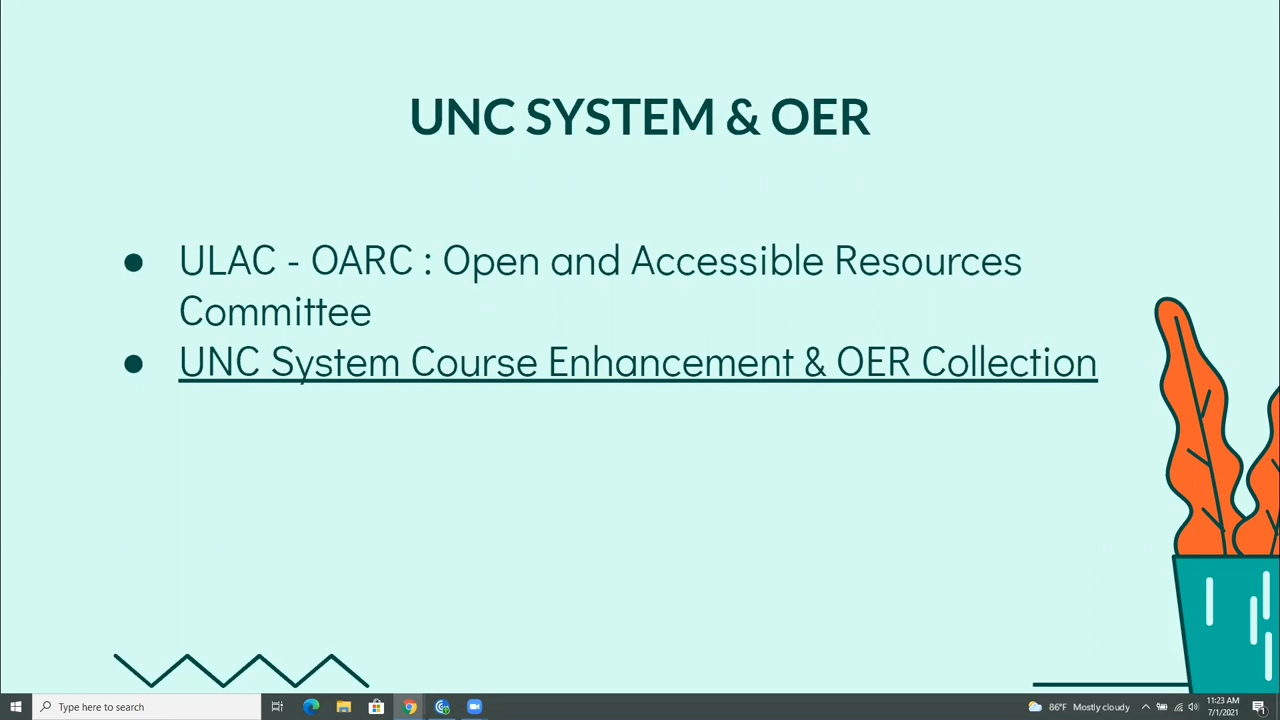 UNC SYSTEM & OER
● ULAC - OARC : Open and Accessible Resources
Committee
● UNC System Course Enhancement & OER Collection
Type here to search
86°F Mostly cloudy
11:23 AM
7/1/2021